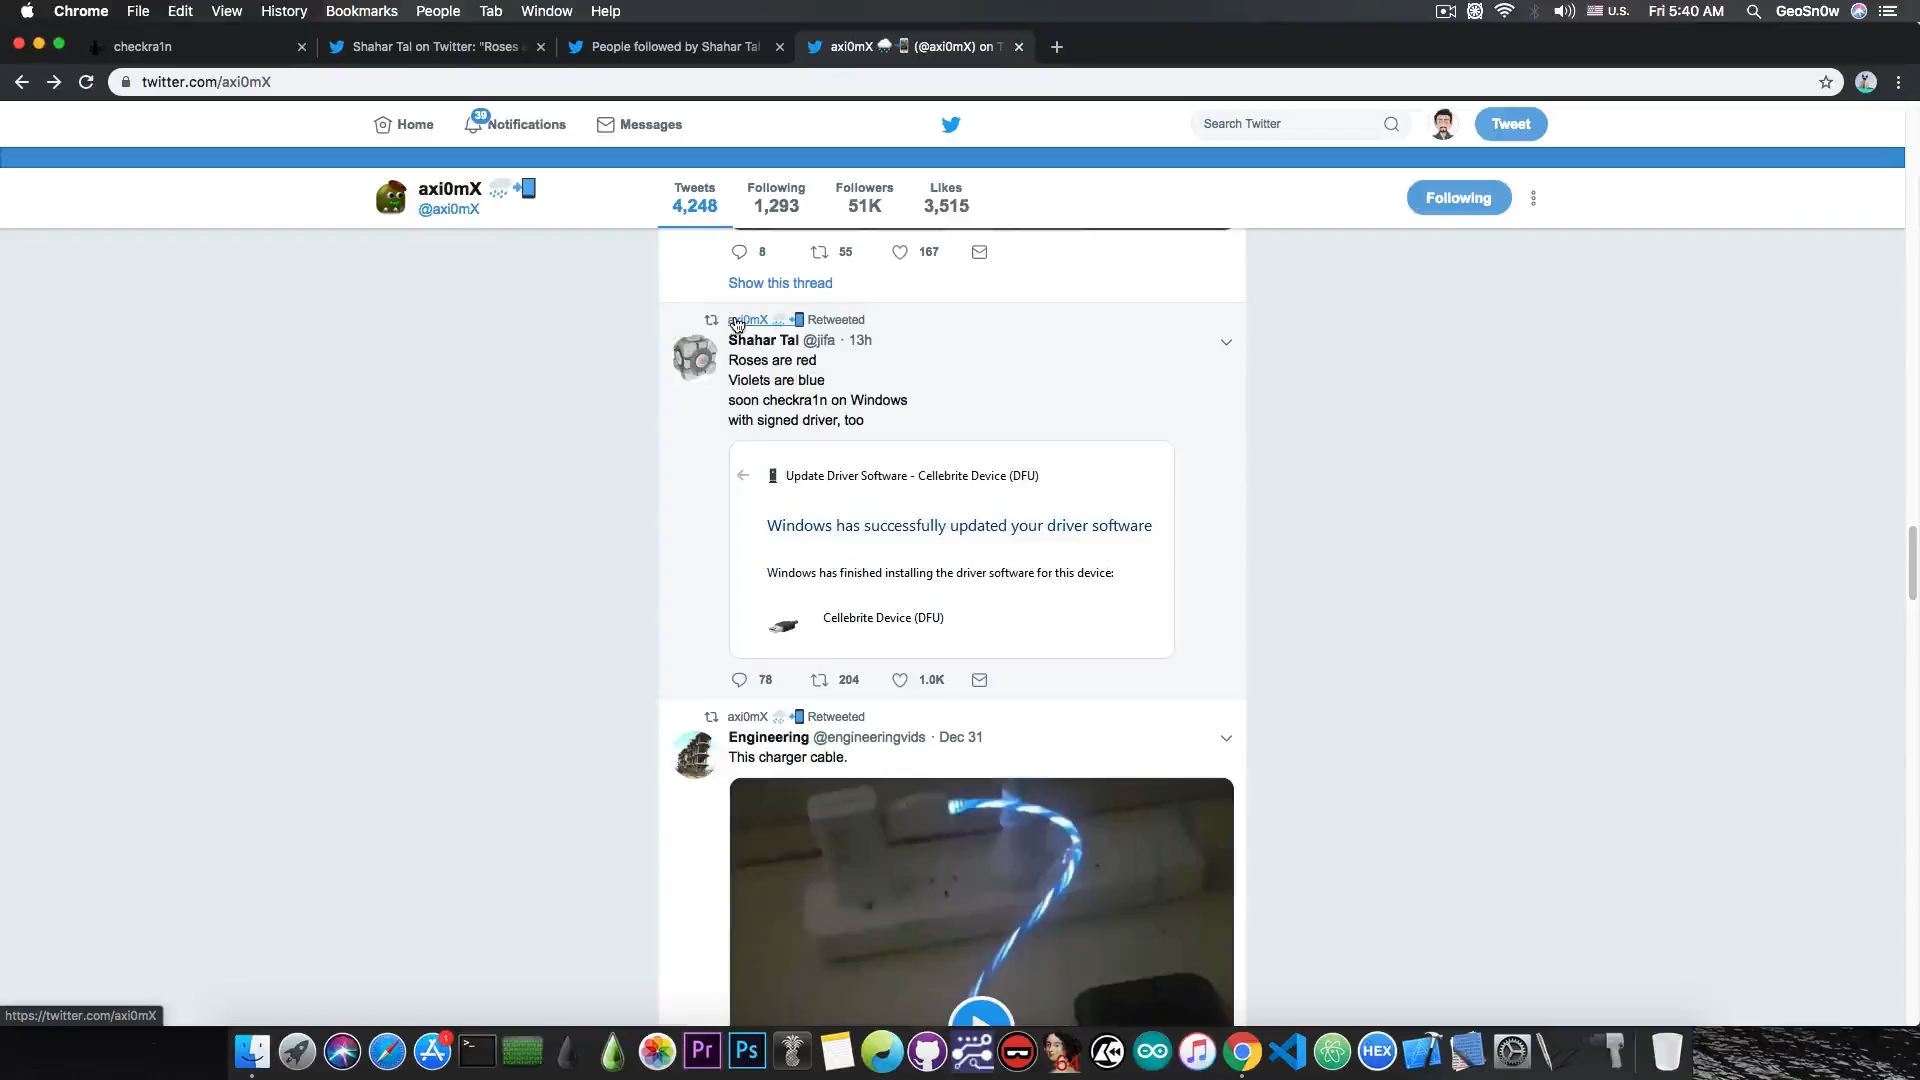 Chrome File Edit View History Bookmarks People Tab Window Help
U.S. Fri 5:40 AM GeoSn0w
checkra1n
Shahar Tal on Twitter: "Roses
People followed by Shahar Tal
axi0mX (@axi0mX) on T
twitter.com/axi0mX
Home
39
Notifications
Messages
Search Twitter
Tweet
axi0mX
@axi0mX
Tweets Following Followers Likes
4,248 1,293 51K 3,515
Following
8 55 167
Show this thread
axi0mX Retweeted
Shahar Tal @jifa · 13h
Roses are red
Violets are blue
soon checkra1n on Windows
with signed driver, too
Update Driver Software - Cellebrite Device (DFU)
Windows has successfully updated your driver software
Windows has finished installing the driver software for this device:
Cellebrite Device (DFU)
78 204 1.0K
axi0mX Retweeted
Engineering @engineeringvids · Dec 31
This charger cable.
https://twitter.com/axi0mX
1
Pr
Ps
64
HEX